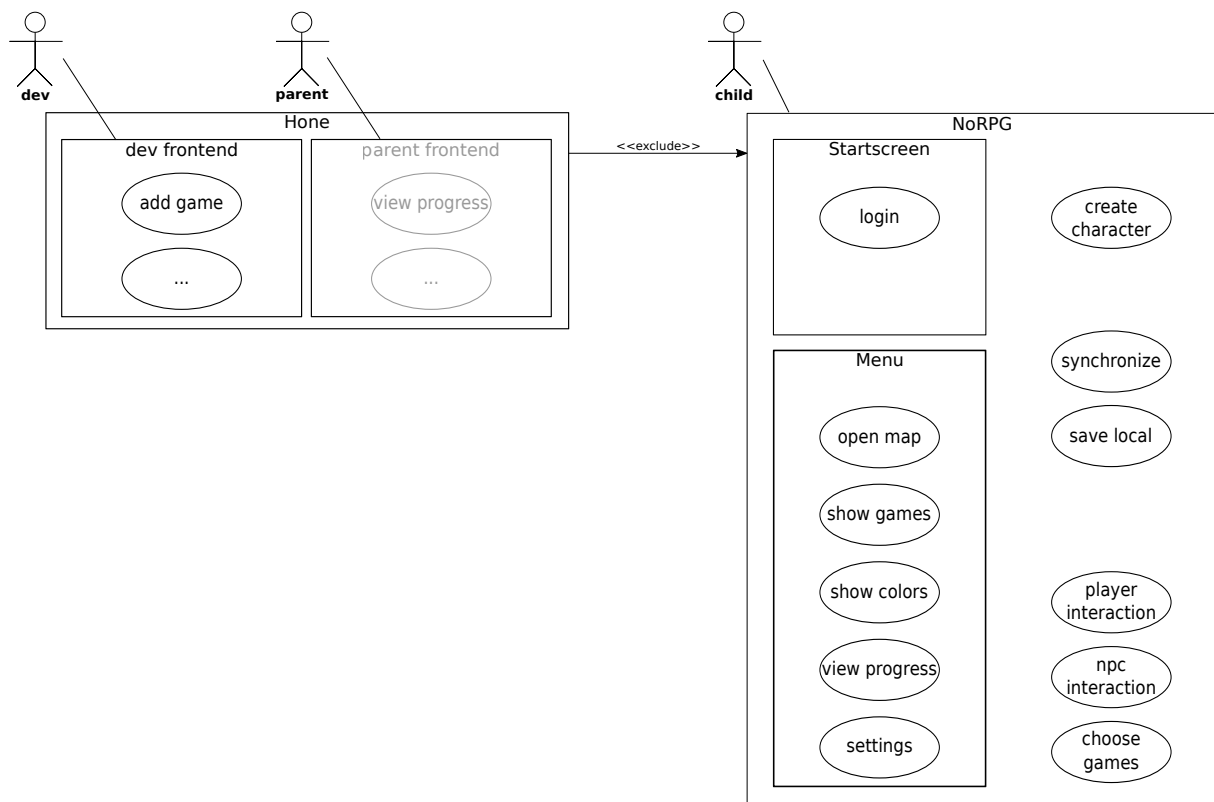 dev
parent
child
Hone
<<exclude>>
NoRPG
dev frontend
parent frontend
Startscreen
add game
view progress
login
create
character
...
...
Menu
synchronize
open map
save local
show games
show colors
player
interaction
view progress
npc
interaction
settings
choose
games